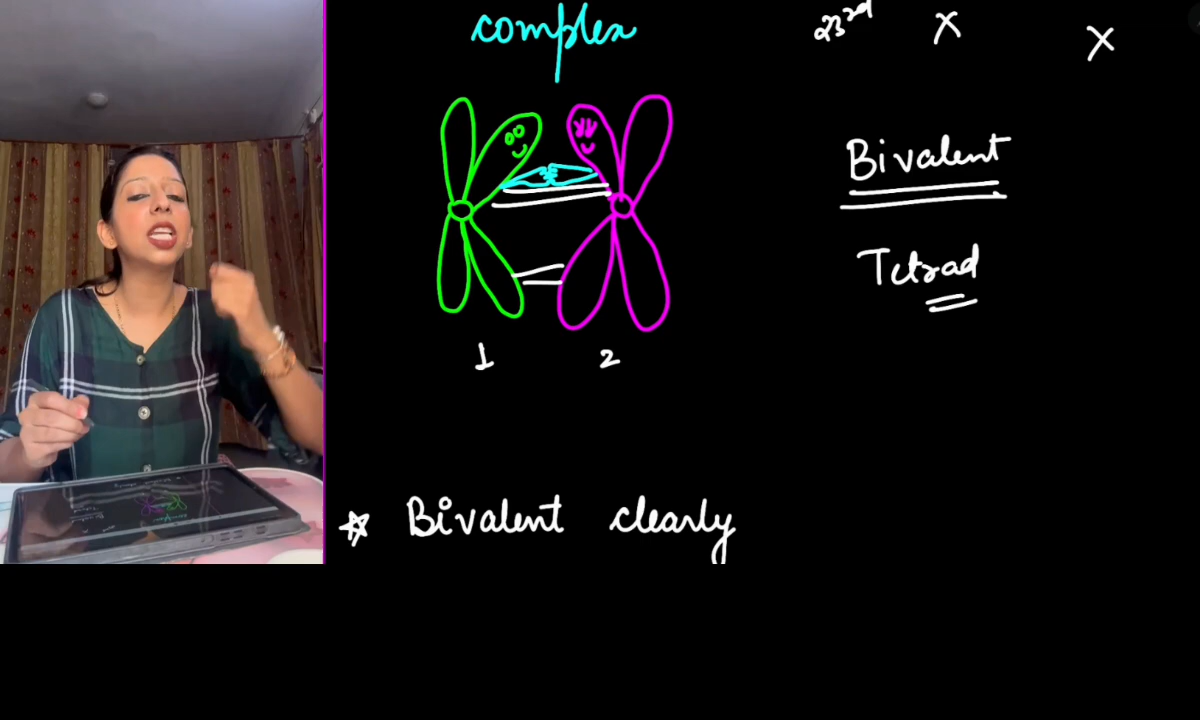 complex
23rd X X
Bivalent
Tetrad
1 2
☆ Bivalent clearly